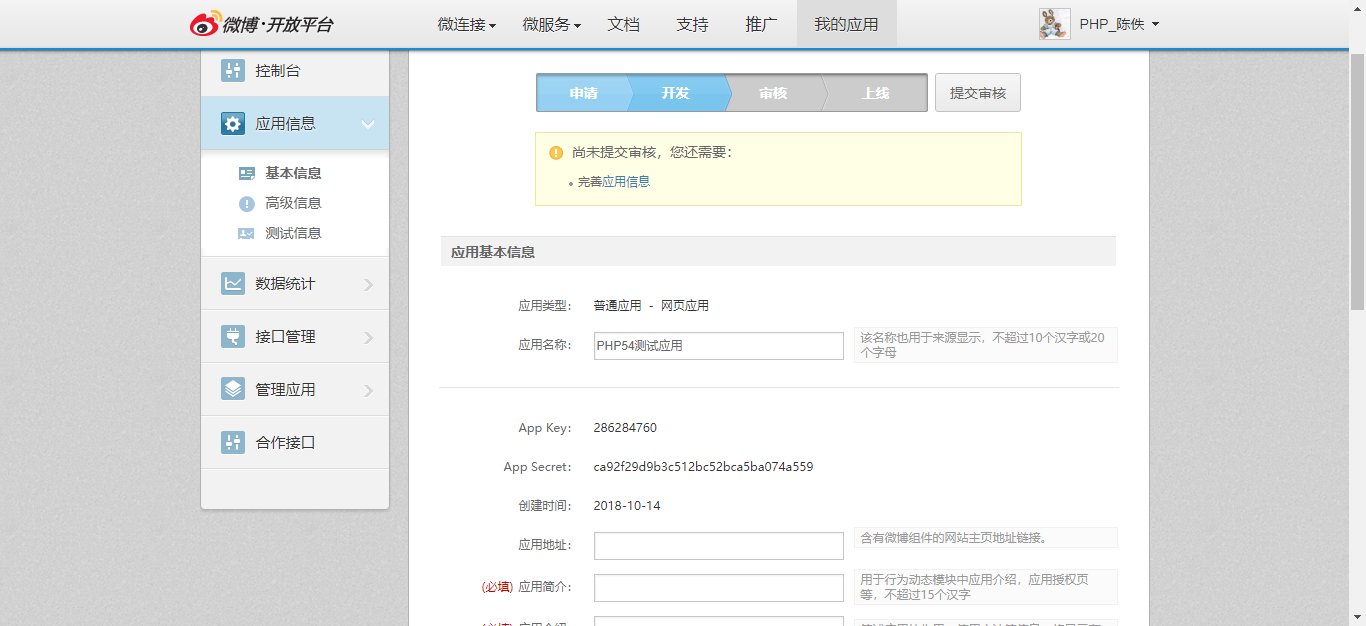 微博·开放平台
微连接 微服务 文档 支持 推广 我的应用 PHP_陈佚
控制台
应用信息
基本信息
高级信息
测试信息
数据统计
接口管理
管理应用
合作接口
申请 开发 审核 上线 提交审核
尚未提交审核，您还需要：
完善应用信息
应用基本信息
应用类型： 普通应用 - 网页应用
应用名称： PHP54测试应用
该名称也用于来源显示，不超过10个汉字或20
个字母
App Key: 286284760
App Secret: ca92f29d9b3c512bc52bca5ba074a559
创建时间： 2018-10-14
应用地址：
含有微博组件的网站主页地址链接。
(必填) 应用简介：
用于行为动态模块中应用介绍，应用授权页
等，不超过15个汉字